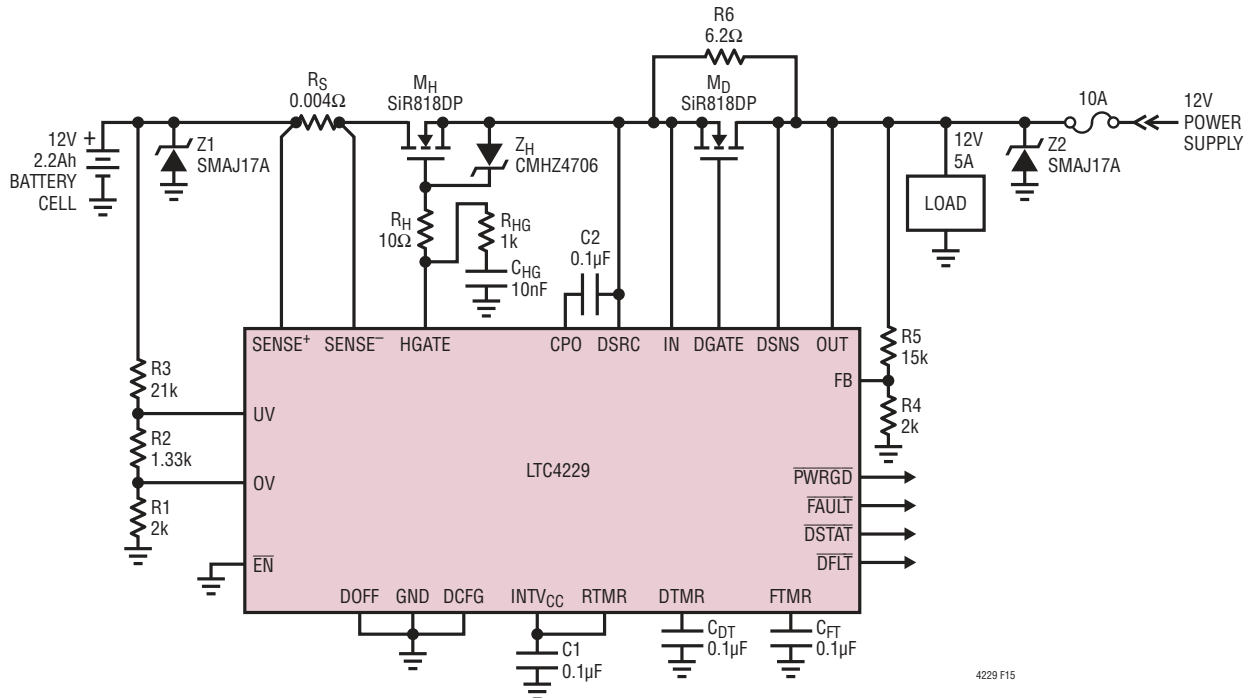 R6
6.2Ω
RS
0.004Ω
MH
SiR818DP
MD
SiR818DP
10A
12V
POWER
SUPPLY
12V
2.2Ah
BATTERY
CELL
+
Z1
SMAJ17A
ZH
CMHZ4706
12V
5A
LOAD
Z2
SMAJ17A
RH
10Ω
RHG
1k
CHG
10nF
C2
0.1µF
SENSE+
SENSE–
HGATE
CPO
DSRC
IN
DGATE
DSNS
OUT
R3
21k
R5
15k
FB
UV
R4
2k
R2
1.33k
LTC4229
OV
PWRGD
R1
2k
FAULT
DSTAT
EN
DFLT
DOFF
GND
DCFG
INTVCC
RTMR
DTMR
FTMR
C1
0.1µF
CDT
0.1µF
CFT
0.1µF
4229 F15